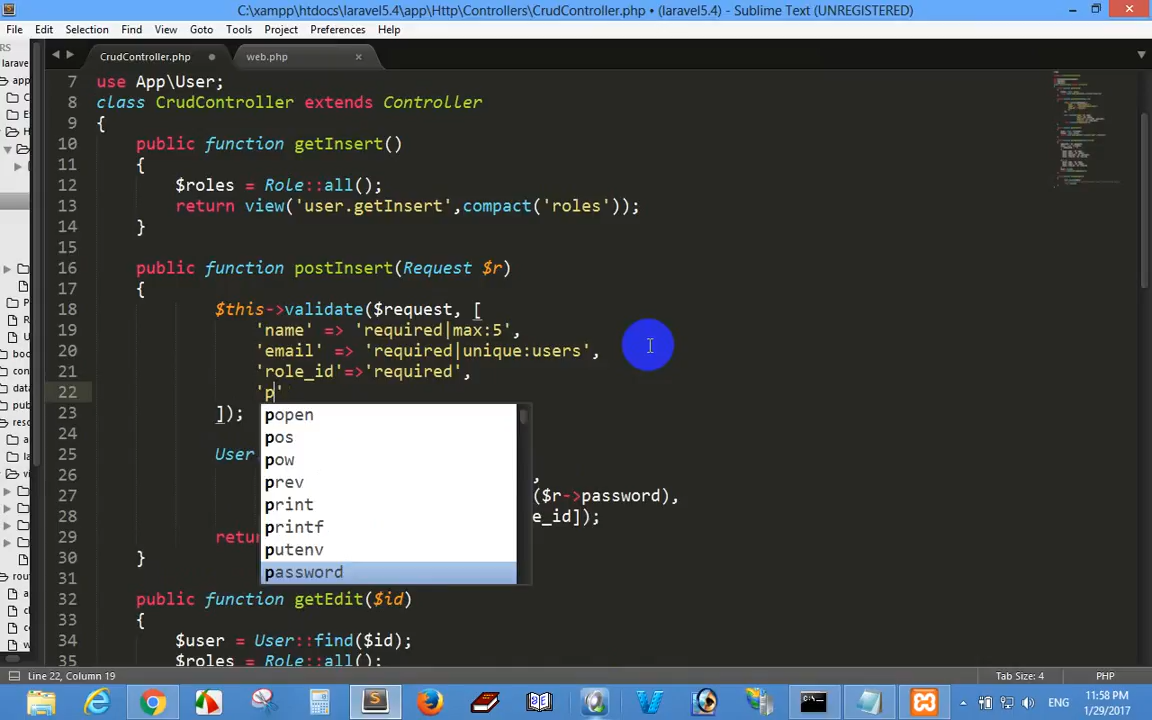 C:\xampp\htdocs\laravel5.4\app\Http\Controllers\CrudController.php • (laravel5.4) - Sublime Text (UNREGISTERED)
File Edit Selection Find View Goto Tools Project Preferences Help
CrudController.php web.php
7 use App\User;
8 class CrudController extends Controller
9 {
10 public function getInsert()
11 {
12 $roles = Role::all();
13 return view('user.getInsert',compact('roles'));
14 }
15
16 public function postInsert(Request $r)
17 {
18 $this->validate($request, [
19 'name' => 'required|max:5',
20 'email' => 'required|unique:users',
21 'role_id'=>'required',
22 'p'
23 ]);
24
25 User
26 ,
27 ($r->password),
28 e_id]);
29 retu
30 }
31
32 public function getEdit($id)
33 {
34 $user = User::find($id);
35 $roles = Role::all();
popen
pos
pow
prev
print
printf
putenv
password
RS
larave
app
Line 22, Column 19 Tab Size: 4 PHP
ENG 11:58 PM
1/29/2017